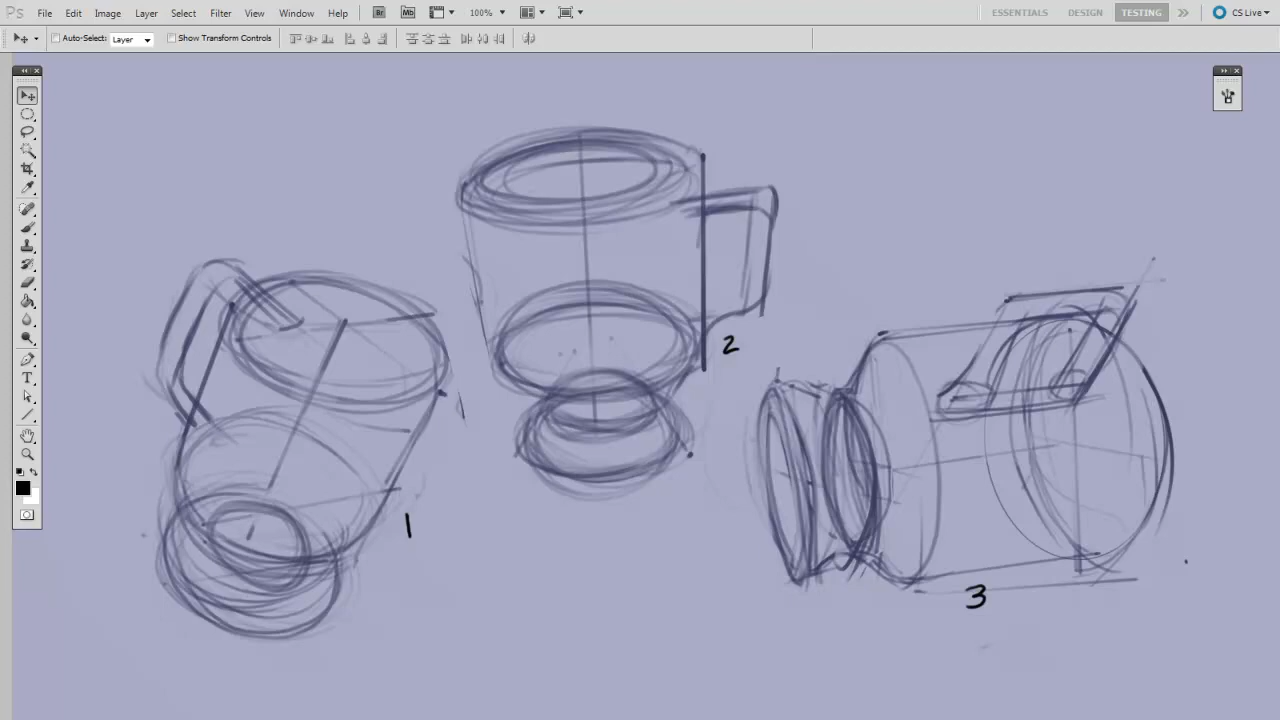 Ps File Edit Image Layer Select Filter View Window Help Br Mb 100% ESSENTIALS DESIGN TESTING CS Live
Auto-Select: Layer Show Transform Controls
T
1
2
3